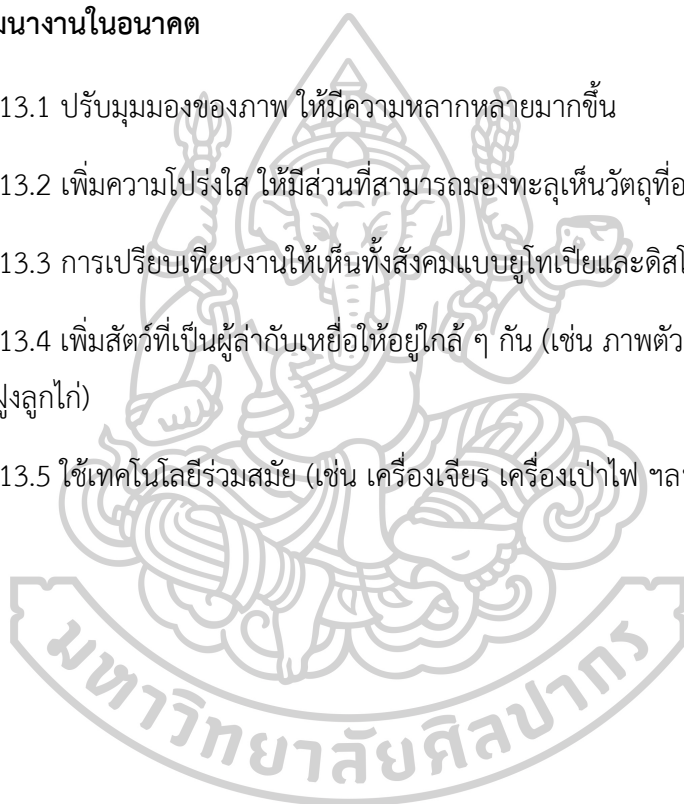 มนางานในอนาคต
13.1 ปรับมุมมองของภาพ ให้มีความหลากหลายมากขึ้น
13.2 เพิ่มความโปร่งใส ให้มีส่วนที่สามารถมองทะลุเห็นวัตถุที่อ
13.3 การเปรียบเทียบงานให้เห็นทั้งสังคมแบบยูโทเปียและดิสโ
13.4 เพิ่มสัตว์ที่เป็นผู้ล่ากับเหยื่อให้อยู่ใกล้ ๆ กัน (เช่น ภาพตัว
ฝูงลูกไก่)
13.5 ใช้เทคโนโลยีร่วมสมัย (เช่น เครื่องเจียร เครื่องเป่าไฟ ฯลฯ
มหาวิทยาลัยศิลปากร